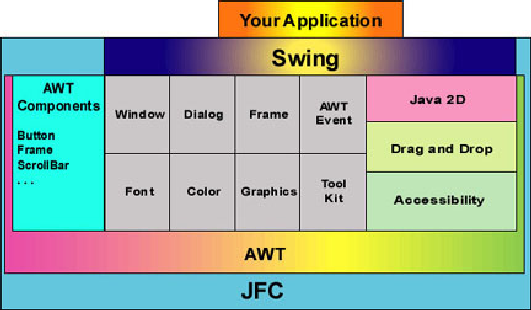 Your Application
Swing
AWT
Components
Button
Frame
ScrollBar
. . .
Window
Dialog
Frame
AWT
Event
Font
Color
Graphics
Tool
Kit
Java 2D
Drag and Drop
Accessibility
AWT
JFC